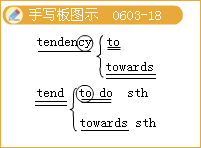 手写板图示 0603-18
tendency to
towards
tend to do sth
towards sth